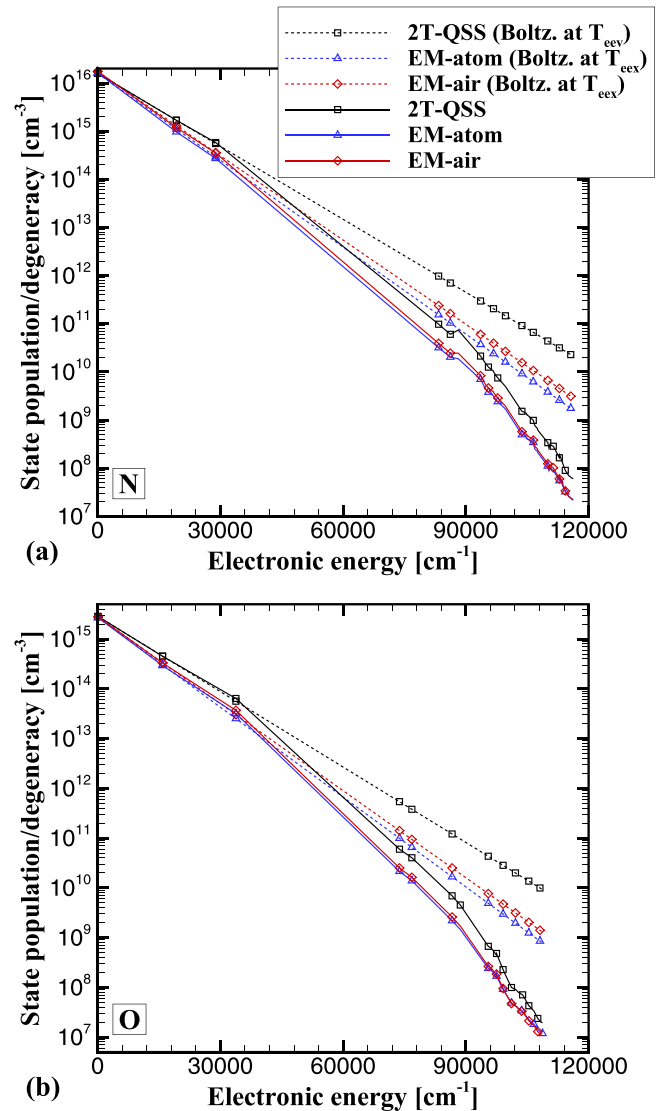 2T-QSS (Boltz. at Teev)
EM-atom (Boltz. at Teex)
EM-air (Boltz. at Teex)
2T-QSS
EM-atom
EM-air
State population/degeneracy [cm-3]
10^16
10^15
10^14
10^13
10^12
10^11
10^10
10^9
10^8
10^7
N
0 30000 60000 90000 120000
(a) Electronic energy [cm-1]
State population/degeneracy [cm-3]
10^15
10^14
10^13
10^12
10^11
10^10
10^9
10^8
10^7
O
0 30000 60000 90000 120000
(b) Electronic energy [cm-1]